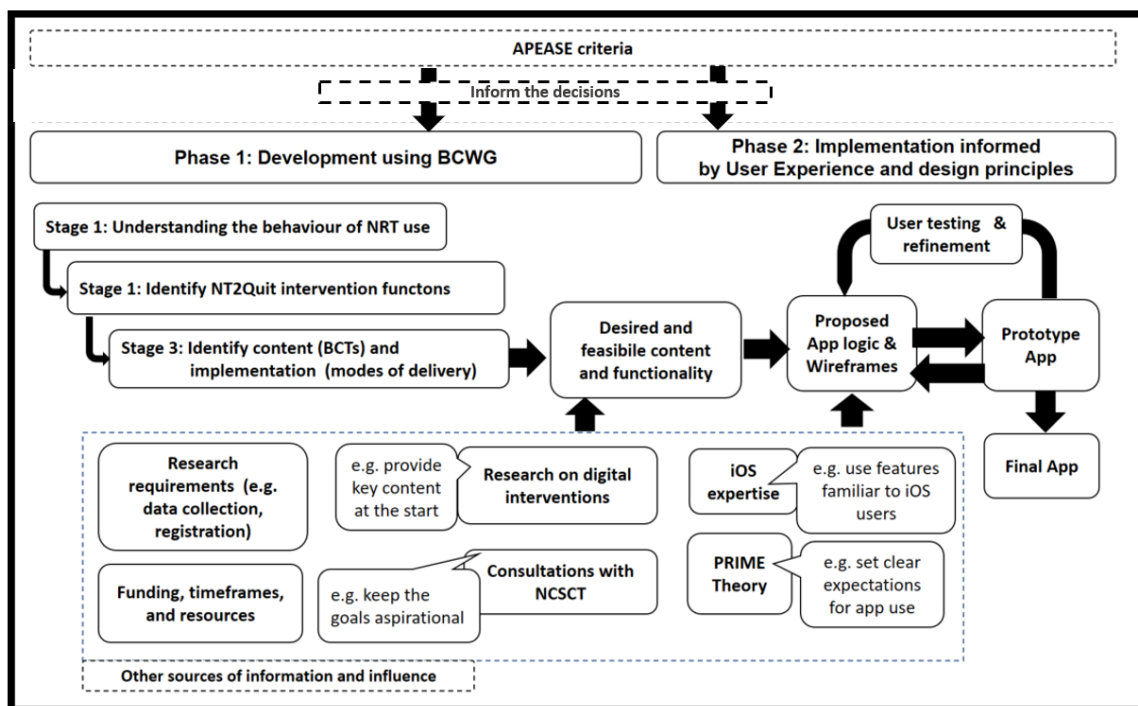 APEASE criteria
Inform the decisions
Phase 1: Development using BCWG
Phase 2: Implementation informed
by User Experience and design principles
Stage 1: Understanding the behaviour of NRT use
Stage 1: Identify NT2Quit intervention functons
Stage 3: Identify content (BCTs) and
implementation (modes of delivery)
Desired and
feasibile content
and functionality
User testing &
refinement
Proposed
App logic &
Wireframes
Prototype
App
Final App
Research
requirements (e.g.
data collection,
registration)
Funding, timeframes,
and resources
e.g. provide
key content
at the start
Research on digital
interventions
e.g. keep the
goals aspirational
Consultations with
NCSCT
iOS
expertise
e.g. use features
familiar to iOS
users
PRIME
Theory
e.g. set clear
expectations
for app use
Other sources of information and influence